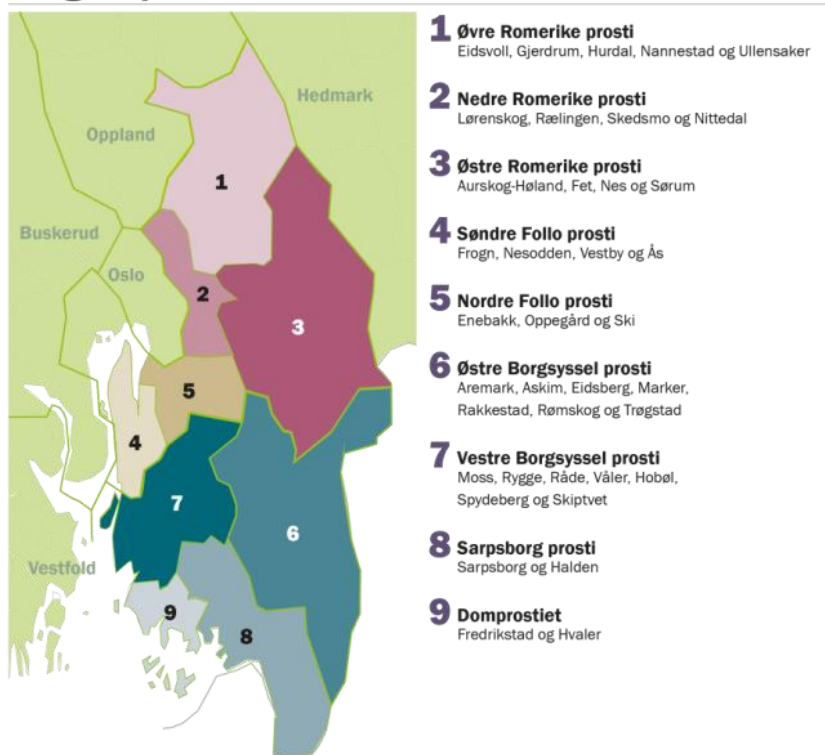 Hedmark
Oppland
1
Buskerud
Oslo
2
3
5
4
7
6
Vestfold
9
8
1 Øvre Romerike prosti
Eidsvoll, Gjerdrum, Hurdal, Nannestad og Ullensaker
2 Nedre Romerike prosti
Lørenskog, Rælingen, Skedsmo og Nittedal
3 Østre Romerike prosti
Aurskog-Høland, Fet, Nes og Sørum
4 Søndre Follo prosti
Frogn, Nesodden, Vestby og Ås
5 Nordre Follo prosti
Enebakk, Oppegård og Ski
6 Østre Borgsyssel prosti
Aremark, Askim, Eidsberg, Marker,
Rakkestad, Rømskog og Trøgstad
7 Vestre Borgsyssel prosti
Moss, Rygge, Råde, Våler, Hobøl,
Spydeberg og Skiptvet
8 Sarpsborg prosti
Sarpsborg og Halden
9 Domprostiet
Fredrikstad og Hvaler